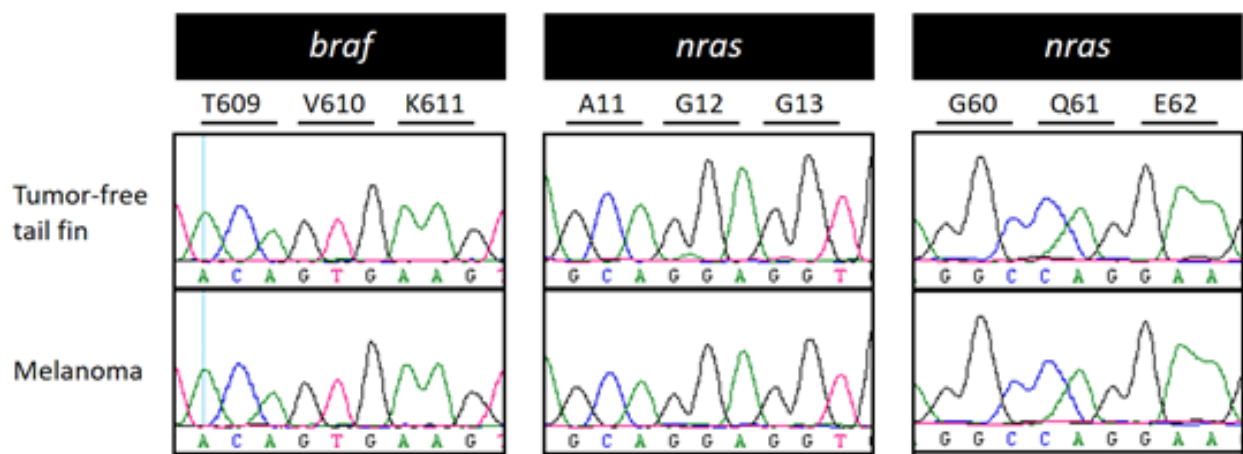 braf nras nras
T609 V610 K611 A11 G12 G13 G60 Q61 E62
Tumor-free
tail fin
A C A G T G A A G T G C A G G A G G T A G G C C A G G A A
Melanoma
A C A G T G A A G T G C A G G A G G T A G G C C A G G A A